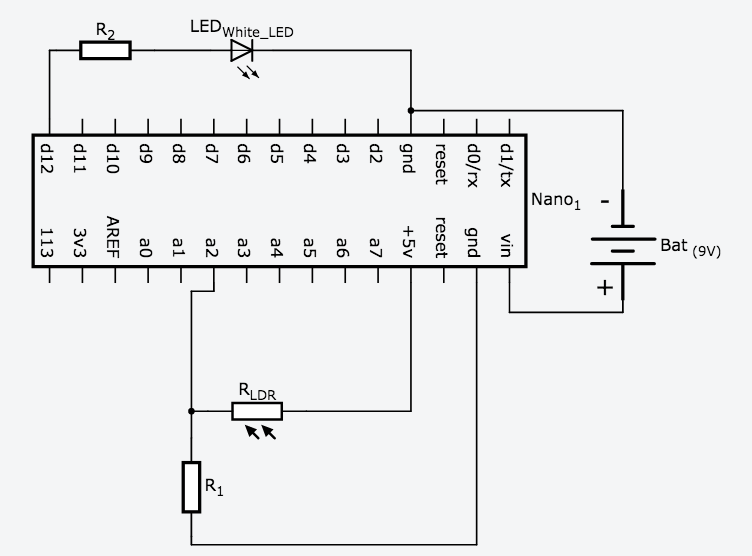 R2
LEDWhite_LED
d12 d11 d10 d9 d8 d7 d6 d5 d4 d3 d2 gnd reset d0/rx d1/tx
Nano1
113 3v3 AREF a0 a1 a2 a3 a4 a5 a6 a7 +5v reset gnd vin
-
Bat (9V)
+
RLDR
R1